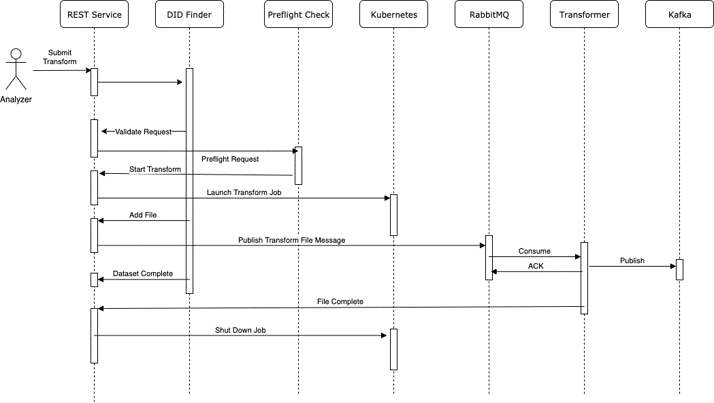 REST Service
DID Finder
Preflight Check
Kubernetes
RabbitMQ
Transformer
Kafka
Submit
Transform
Analyzer
Validate Request
Preflight Request
Start Transform
Launch Transform Job
Add File
Publish Transform File Message
Consume
Publish
ACK
Dataset Complete
File Complete
Shut Down Job